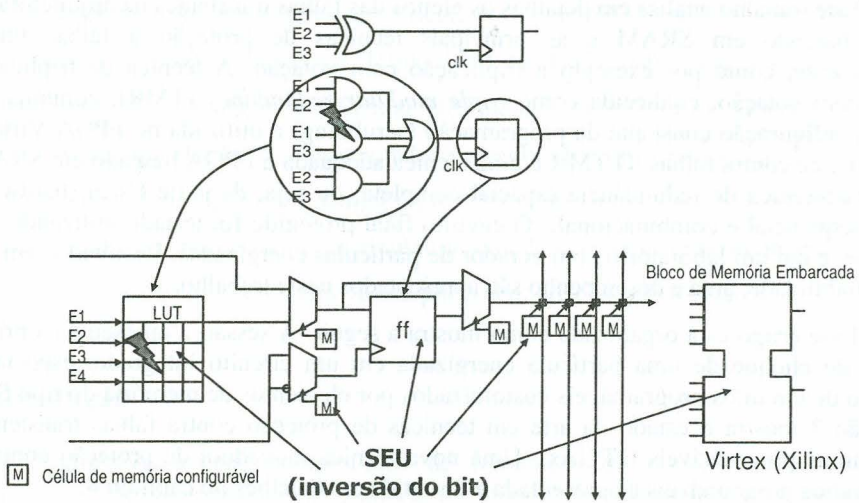 E1
E2
E3
clk
E1
E2
E1
E3
E2
E3
clk
Bloco de Memória Embarcada
LUT
E1
E2
E3
E4
ff
M
M
M
M M M M
SEU
(inversão do bit)
Virtex (Xilinx)
M Célula de memória configurável